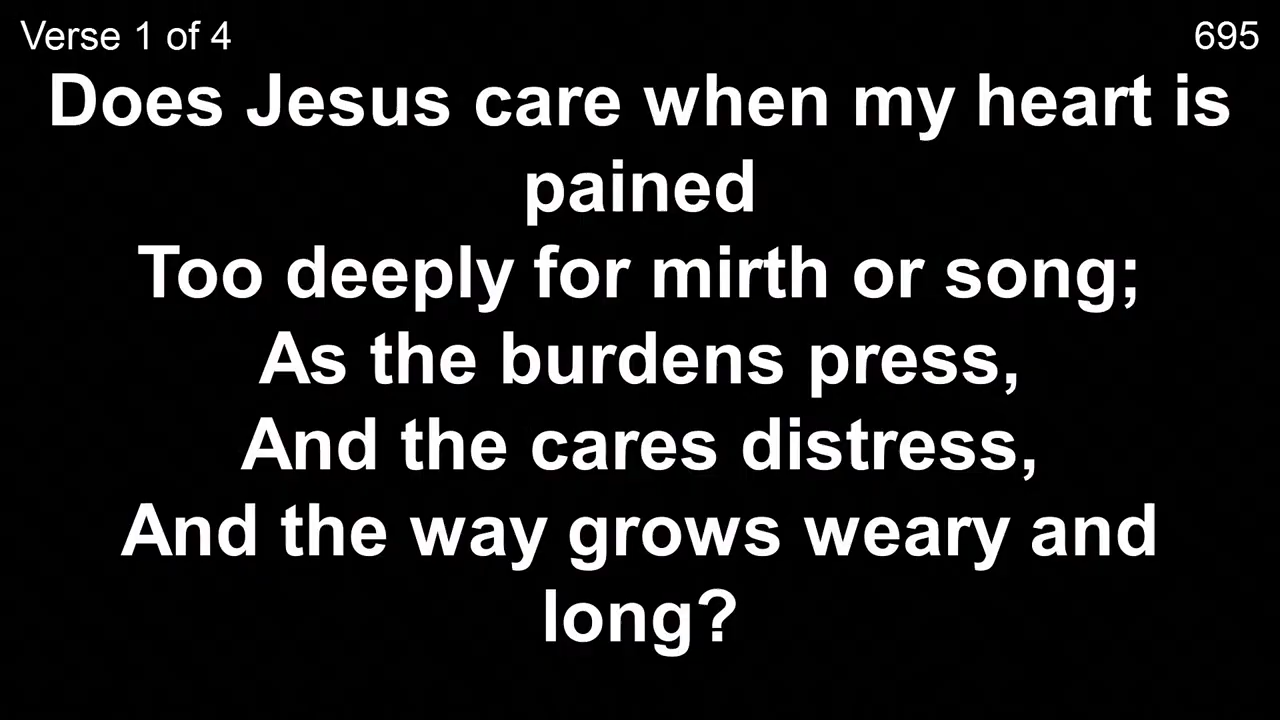 Verse 1 of 4
695
Does Jesus care when my heart is
pained
Too deeply for mirth or song;
As the burdens press,
And the cares distress,
And the way grows weary and
long?